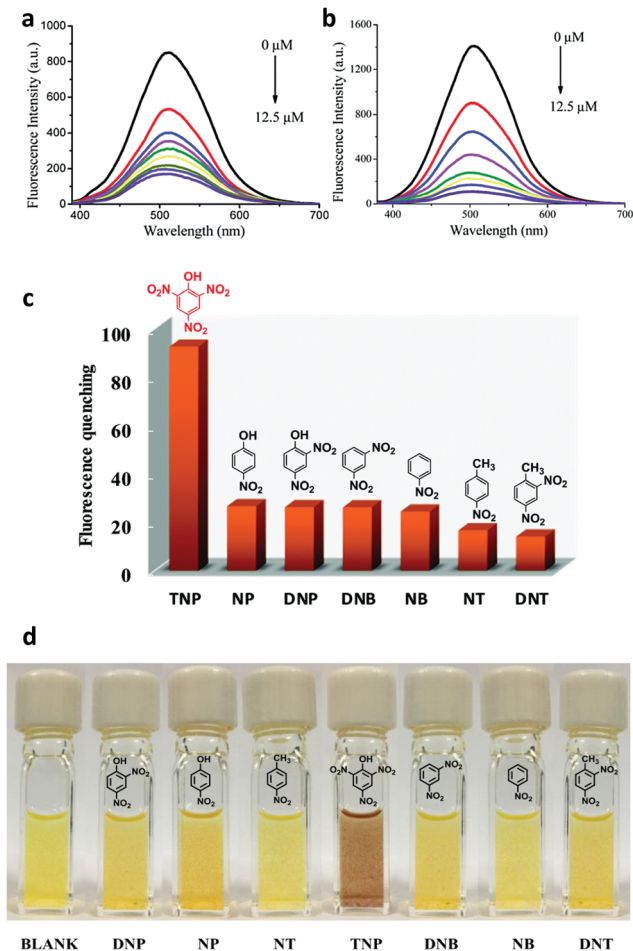 a
1000
800
600
400
200
0
400
500
600
700
Fluorescence Intensity (a.u.)
Wavelength (nm)
0 µM
12.5 µM
b
1600
1200
800
400
0
400
500
600
700
Fluorescence Intensity (a.u.)
Wavelength (nm)
0 µM
12.5 µM
c
Fluorescence quenching
100
80
60
40
20
0
OH
O₂N NO₂
NO₂
OH
NO₂
OH
NO₂
NO₂
NO₂
NO₂
NO₂
CH₃
NO₂
CH₃
NO₂
NO₂
TNP NP DNP DNB NB NT DNT
d
OH
NO₂
NO₂
OH
NO₂
CH₃
NO₂
OH
O₂N NO₂
NO₂
NO₂
NO₂
NO₂
CH₃
NO₂
NO₂
BLANK DNP NP NT TNP DNB NB DNT